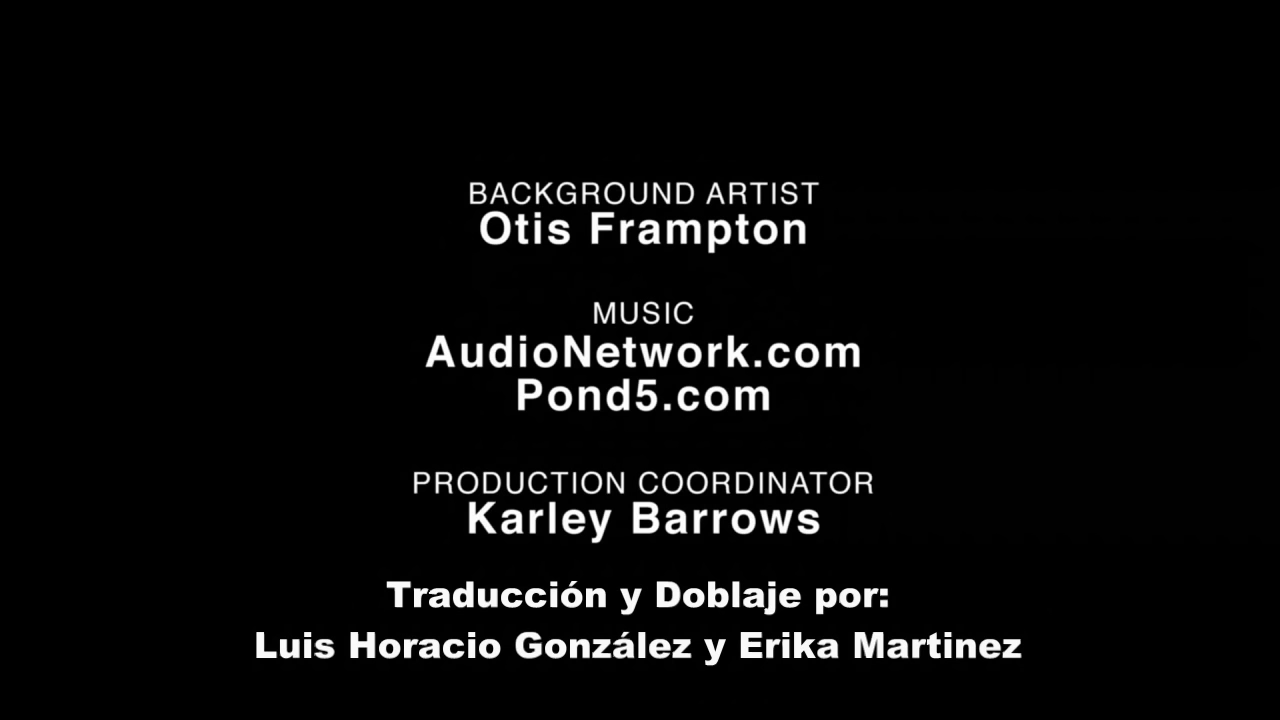 BACKGROUND ARTIST
Otis Frampton
MUSIC
AudioNetwork.com
Pond5.com
PRODUCTION COORDINATOR
Karley Barrows
Traducción y Doblaje por:
Luis Horacio González y Erika Martinez